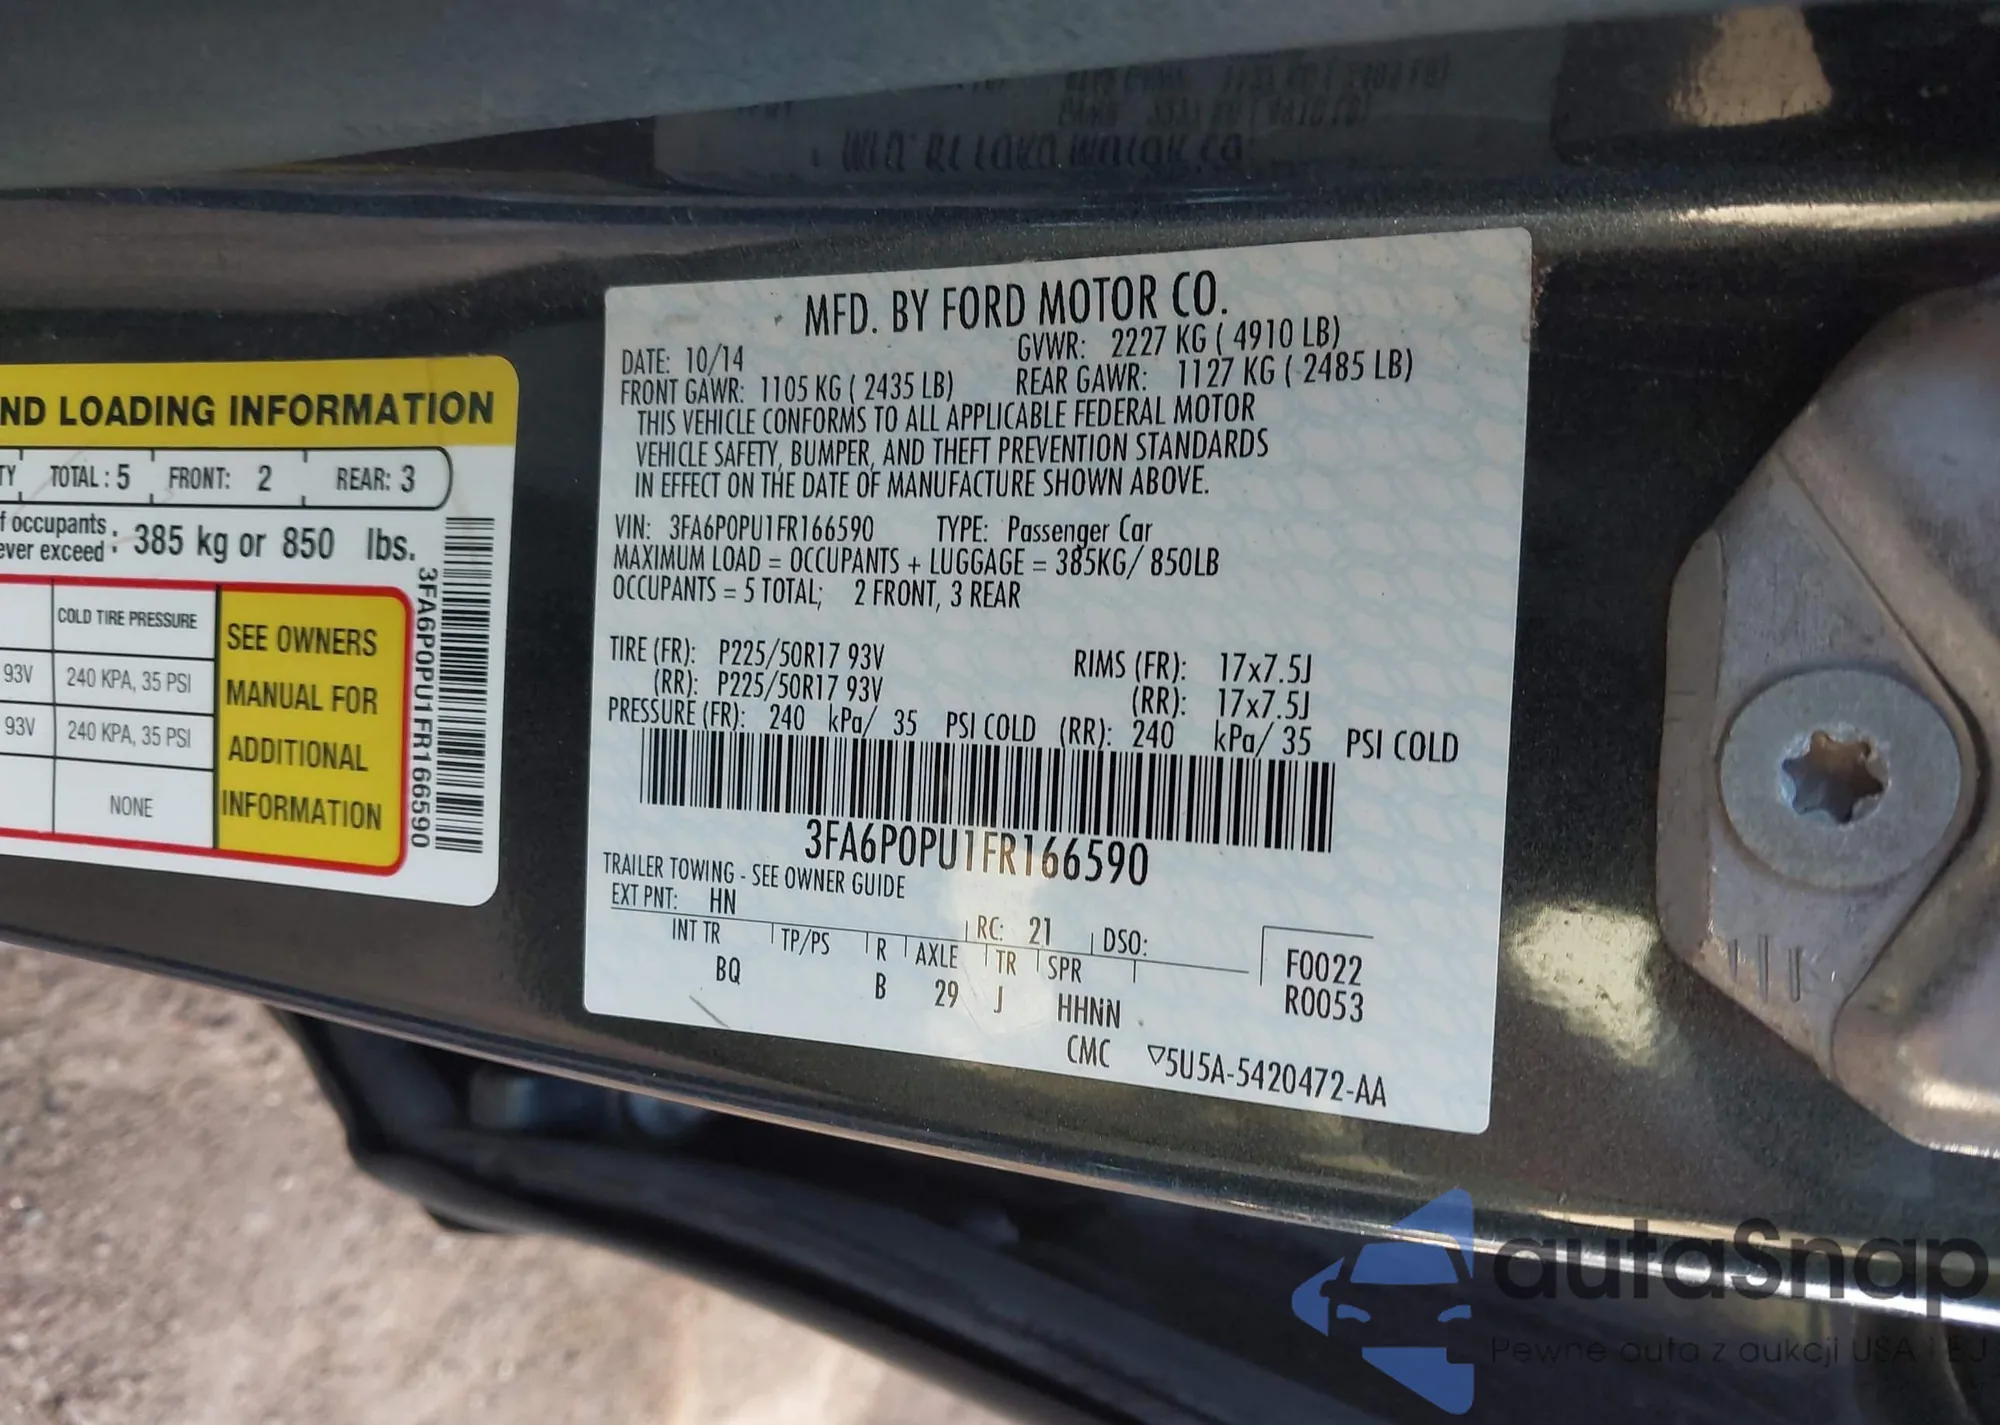 MFD. BY FORD MOTOR CO.
DATE: 10/14 GVWR: 2227 KG ( 4910 LB)
FRONT GAWR: 1105 KG ( 2435 LB) REAR GAWR: 1127 KG ( 2485 LB)
THIS VEHICLE CONFORMS TO ALL APPLICABLE FEDERAL MOTOR
VEHICLE SAFETY, BUMPER, AND THEFT PREVENTION STANDARDS
IN EFFECT ON THE DATE OF MANUFACTURE SHOWN ABOVE.
VIN: 3FA6P0PU1FR166590 TYPE: Passenger Car
MAXIMUM LOAD = OCCUPANTS + LUGGAGE = 385KG/ 850LB
OCCUPANTS = 5 TOTAL; 2 FRONT, 3 REAR
TIRE (FR): P225/50R17 93V RIMS (FR): 17x7.5J
(RR): P225/50R17 93V (RR): 17x7.5J
PRESSURE (FR): 240 kPa/ 35 PSI COLD (RR): 240 kPa/ 35 PSI COLD
3FA6P0PU1FR166590
TRAILER TOWING - SEE OWNER GUIDE
EXT PNT: HN RC: 21 DSO:
INT TR TP/PS R AXLE TR SPR F0022
BQ B 29 J HHNN R0053
CMC ▽5U5A-5420472-AA
ND LOADING INFORMATION
TY TOTAL : 5 FRONT: 2 REAR: 3
f occupants
ever exceed : 385 kg or 850 lbs.
COLD TIRE PRESSURE
93V 240 KPA, 35 PSI
93V 240 KPA, 35 PSI
NONE
SEE OWNERS
MANUAL FOR
ADDITIONAL
INFORMATION
3FA6P0PU1FR166590
autaSnap
Pewne auta z aukcji USA i EJ